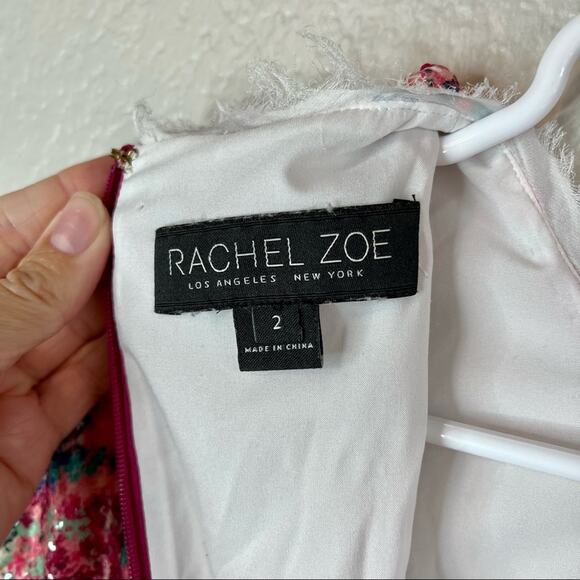 RACHEL ZOE
LOS ANGELES NEW YORK
2
MADE IN CHINA